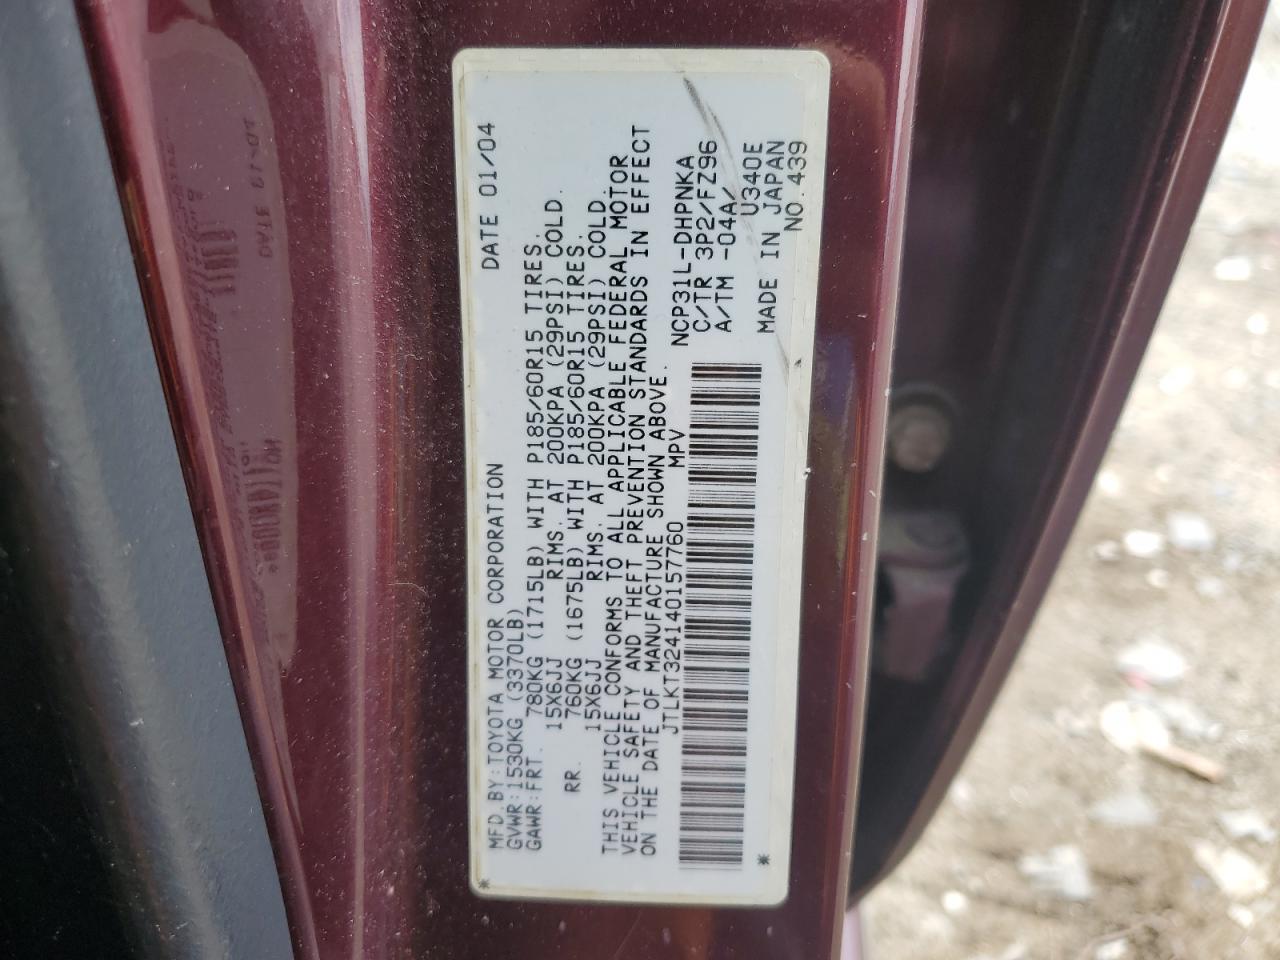 MFD. BY: TOYOTA MOTOR CORPORATION DATE 01/04
GVWR: 1530KG (3370LB)
GAWR: FRT. 780KG (1715LB) WITH P185/60R15 TIRES.
15X6JJ RIMS. AT 200KPA (29PSI) COLD.
RR. 760KG (1675LB) WITH P185/60R15 TIRES.
15X6JJ RIMS. AT 200KPA (29PSI) COLD.
THIS VEHICLE CONFORMS TO ALL APPLICABLE FEDERAL MOTOR
VEHICLE SAFETY AND THEFT PREVENTION STANDARDS IN EFFECT
ON THE DATE OF MANUFACTURE SHOWN ABOVE.
JTLKT324140157760 MPV
NCP31L-DHPNKA
C/TR 3P2/FZ96
A/TM -04A/
U340E
MADE IN JAPAN
NO. 439